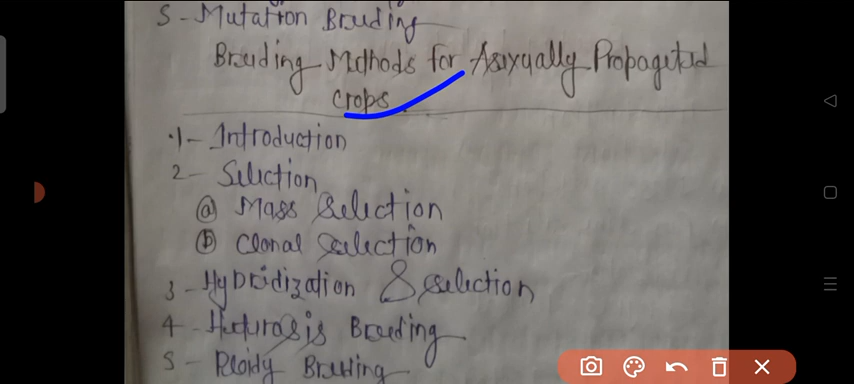 5 - Mutation Breeding
Breeding Methods for Asexually Propagated
crops.
1- Introduction
2- Selection
(a) Mass Selection
(b) Clonal selection
3 - Hybridization & selection
4 - Heterosis Breeding
5 - Ploidy Breeding